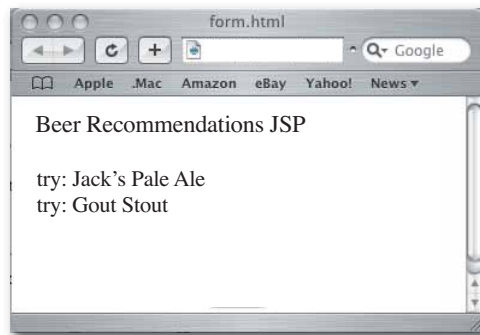 form.html
Google
Apple .Mac Amazon eBay Yahoo! News
Beer Recommendations JSP
try: Jack's Pale Ale
try: Gout Stout